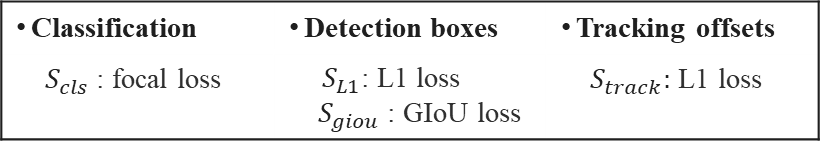 • Classification • Detection boxes • Tracking offsets
S_cls : focal loss S_L1: L1 loss S_track: L1 loss
S_giou : GIoU loss